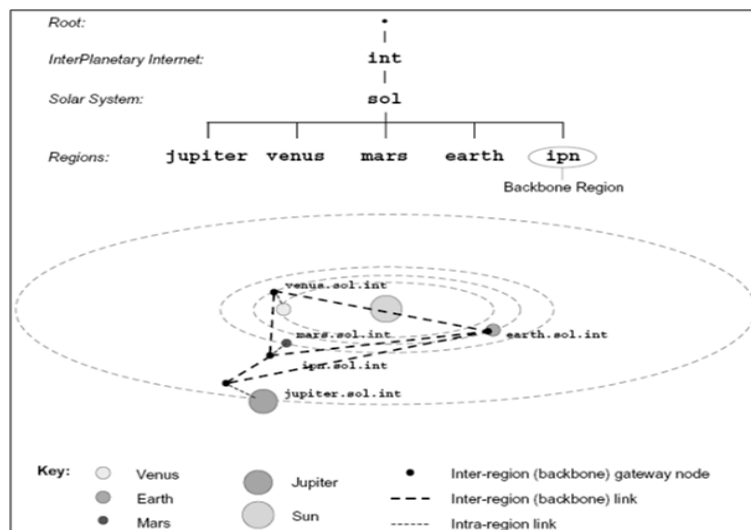 Root: .
InterPlanetary Internet: int
Solar System: sol
Regions: jupiter venus mars earth ipn
Backbone Region
venus.sol.int
mars.sol.int
earth.sol.int
ipn.sol.int
jupiter.sol.int
Key:
Venus
Earth
Mars
Jupiter
Sun
Inter-region (backbone) gateway node
Inter-region (backbone) link
Intra-region link